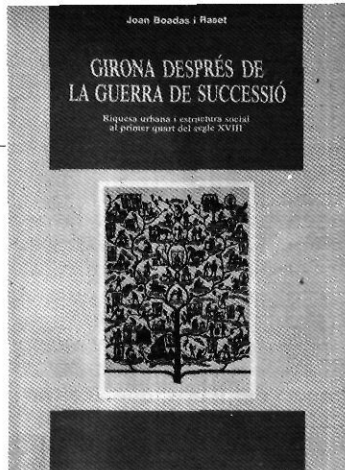 Joan Boadas i Raset
GIRONA DESPRÉS DE
LA GUERRA DE SUCCESSIÓ
Riquesa urbana i estructura social
al primer quart del segle XVIII